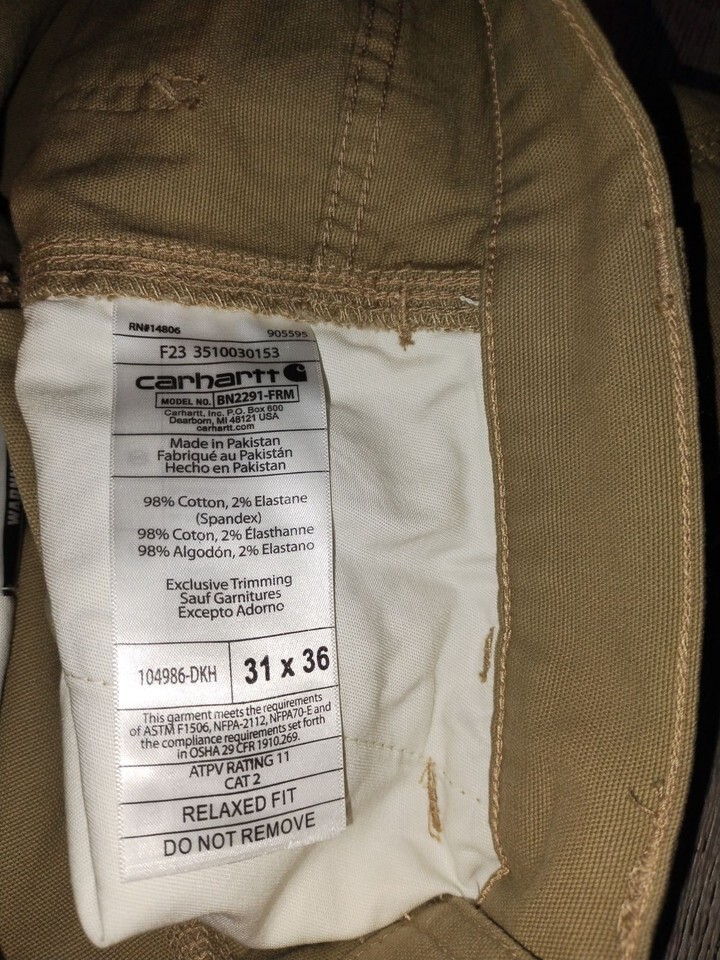 RN#14806 905595
F23 3510030153
carhartt
MODEL NO. BN2291-FRM
Carhartt, Inc. P.O. Box 600
Dearborn, MI 48121 USA
carhartt.com
Made in Pakistan
Fabriqué au Pakistan
Hecho en Pakistan
98% Cotton, 2% Elastane
(Spandex)
98% Coton, 2% Élasthanne
98% Algodón, 2% Elastano
Exclusive Trimming
Sauf Garnitures
Excepto Adorno
104986-DKH 31 x 36
This garment meets the requirements
of ASTM F1506, NFPA-2112, NFPA70-E and
the compliance requirements set forth
in OSHA 29 CFR 1910.269.
ATPV RATING 11
CAT 2
RELAXED FIT
DO NOT REMOVE